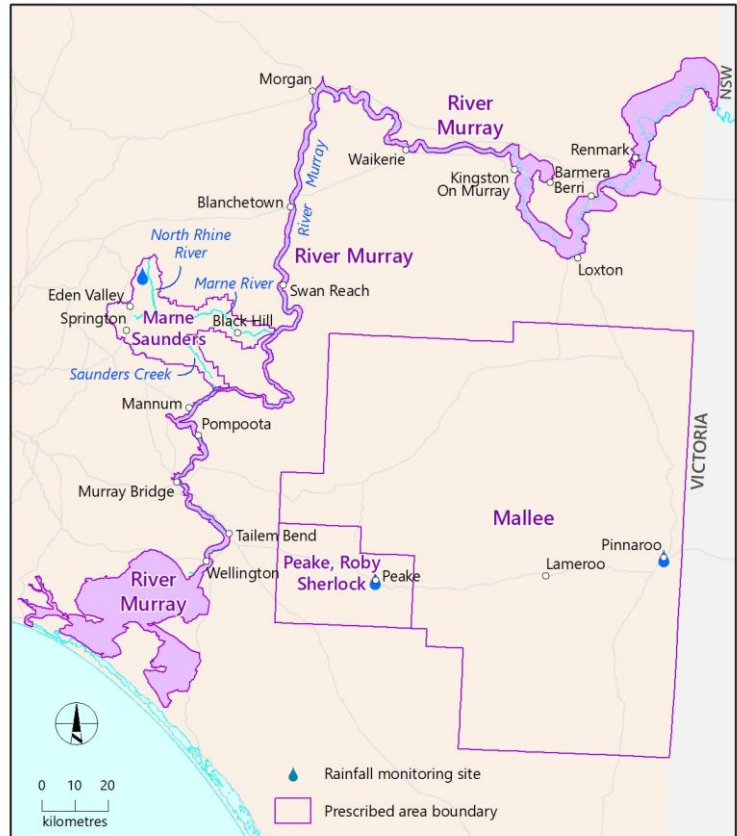 Morgan
River
Murray
NSW
Waikerie
Renmark
Kingston
On Murray
Barmera
Berri
River Murray
Blanchetown
North Rhine
River
River Murray
Loxton
Marne River
Swan Reach
Eden Valley
Marne
Saunders
Black Hill
Springton
Saunders Creek
Mannum
Pompoota
VICTORIA
Murray Bridge
Mallee
Tailem Bend
Pinnaroo
Peake, Roby
Sherlock
Peake
Lameroo
Wellington
River
Murray
N
Rainfall monitoring site
0 10 20
kilometres
Prescribed area boundary